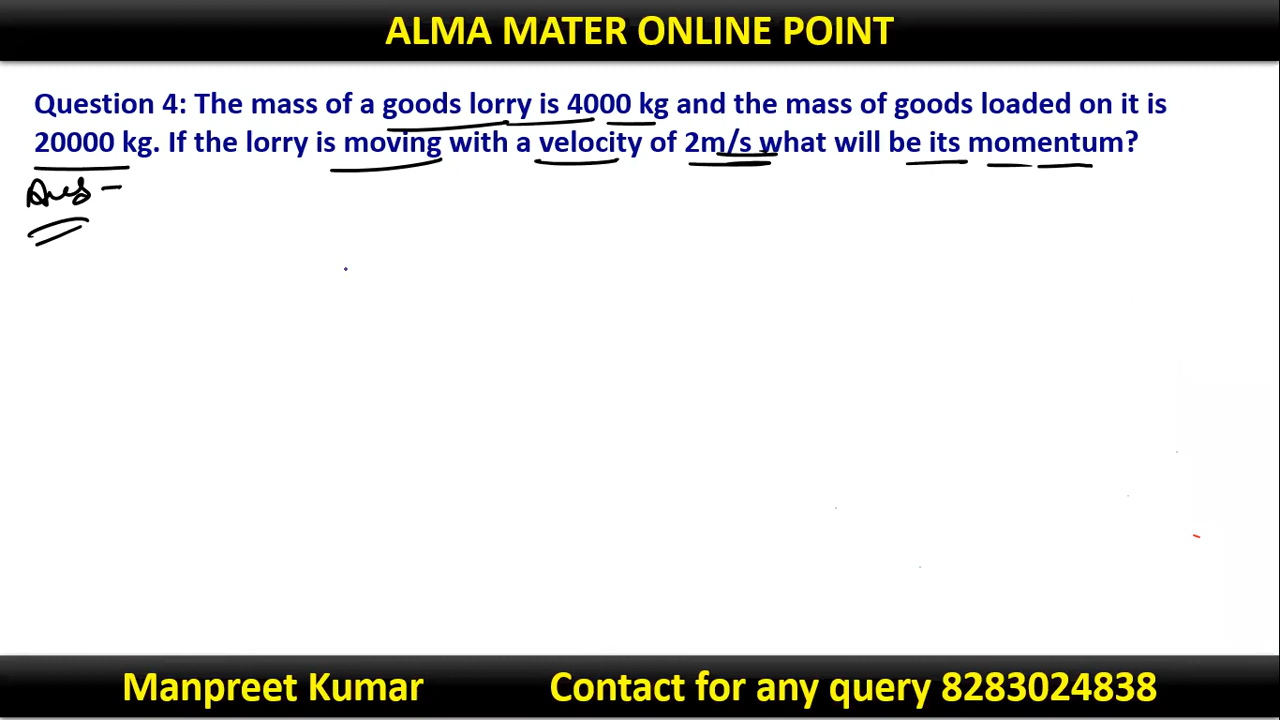 ALMA MATER ONLINE POINT
Question 4: The mass of a goods lorry is 4000 kg and the mass of goods loaded on it is
20000 kg. If the lorry is moving with a velocity of 2m/s what will be its momentum?
Ans -
Manpreet Kumar Contact for any query 8283024838